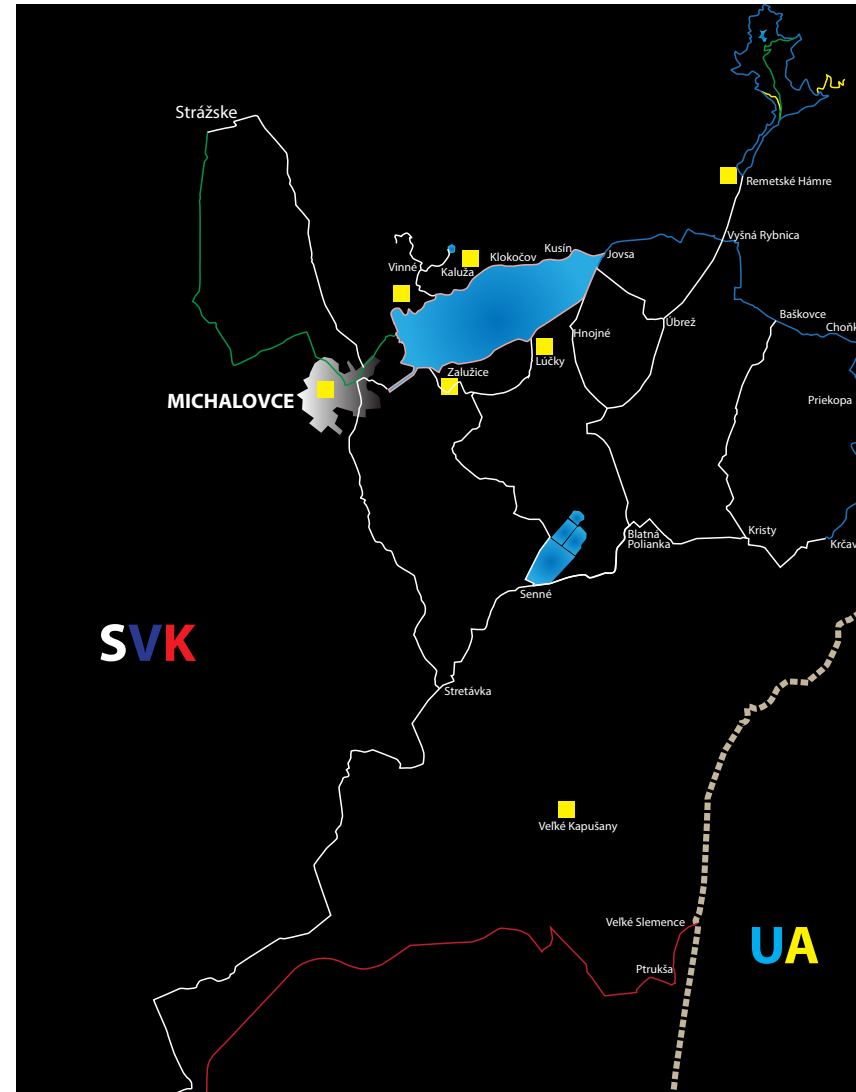 Strážske
Remetské Hámre
Vyšná Rybnica
Kusín
Jovsa
Klokočov
Vinné
Kaluža
Baškovce
Úbrež
Choňk
Hnojné
Lúčky
Zalužice
MICHALOVCE
Priekopa
Blatná
Polianka
Kristy
Krčav
Senné
SVK
Stretávka
Veľké Kapušany
Veľké Slemence
UA
Ptrukša